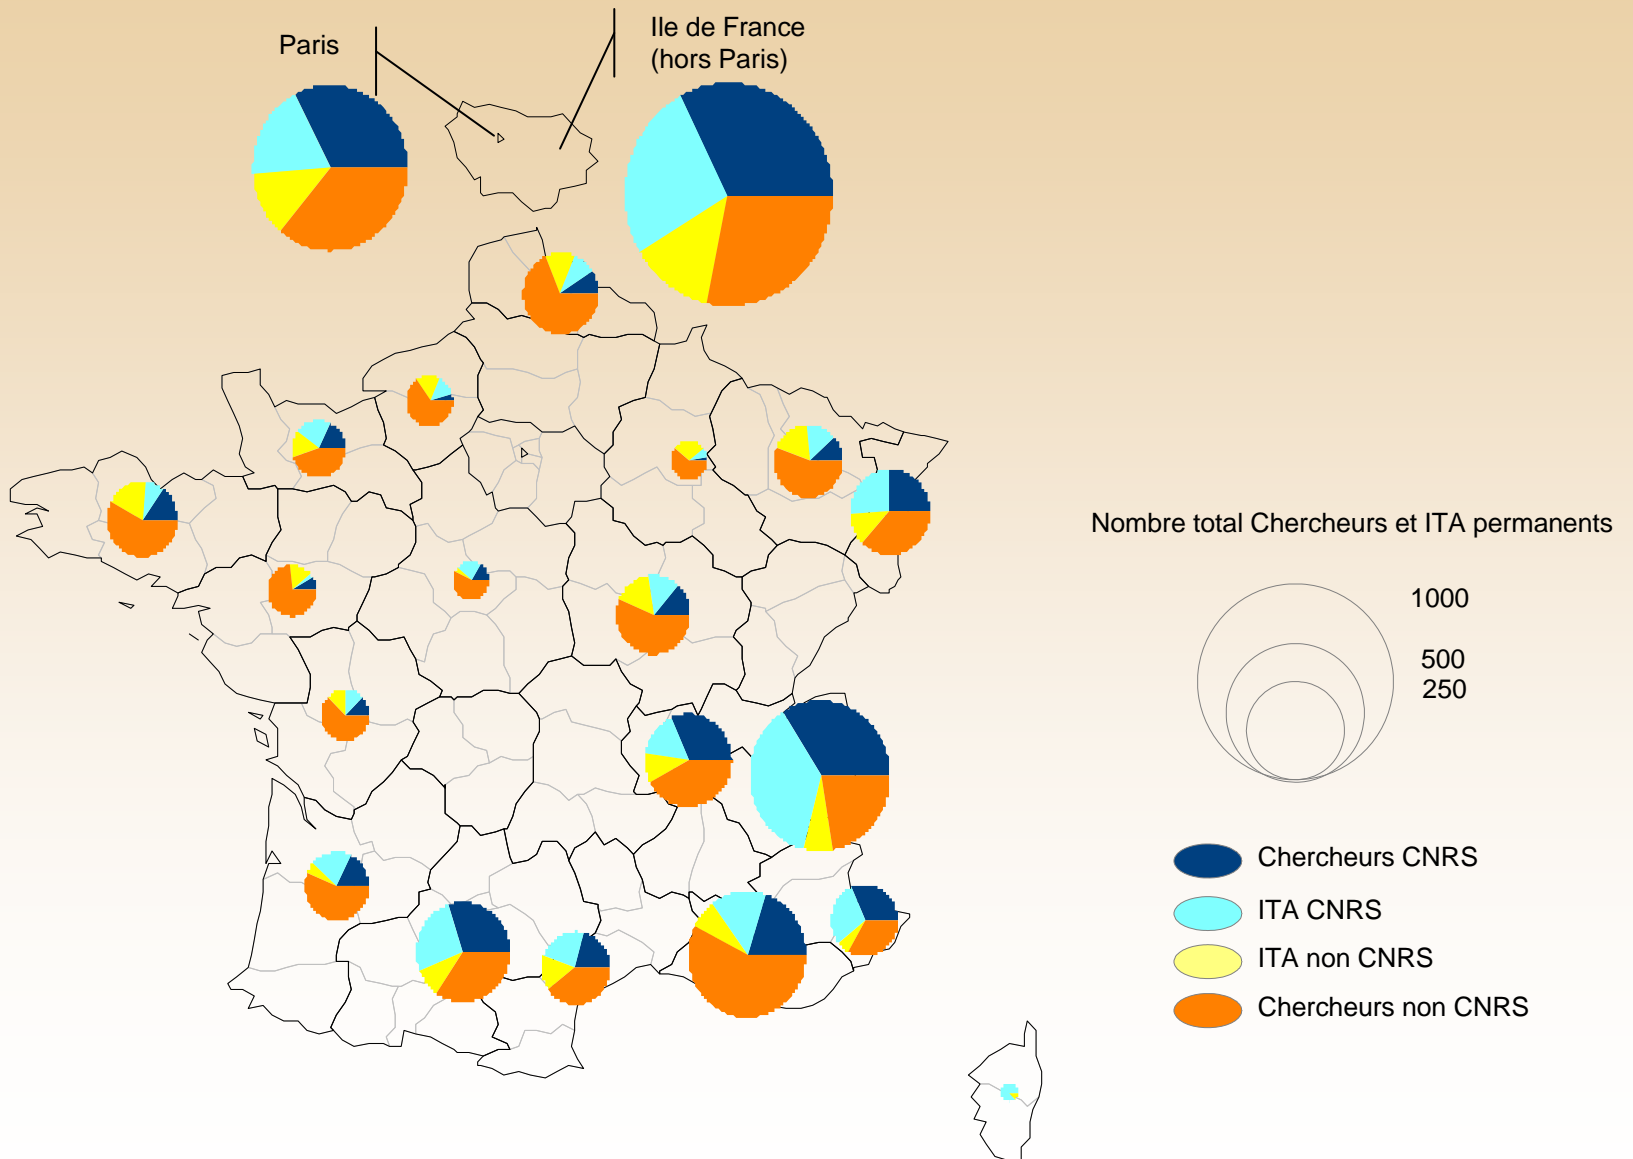 Paris
Ile de France
(hors Paris)
Nombre total Chercheurs et ITA permanents
1000
500
250
Chercheurs CNRS
ITA CNRS
ITA non CNRS
Chercheurs non CNRS